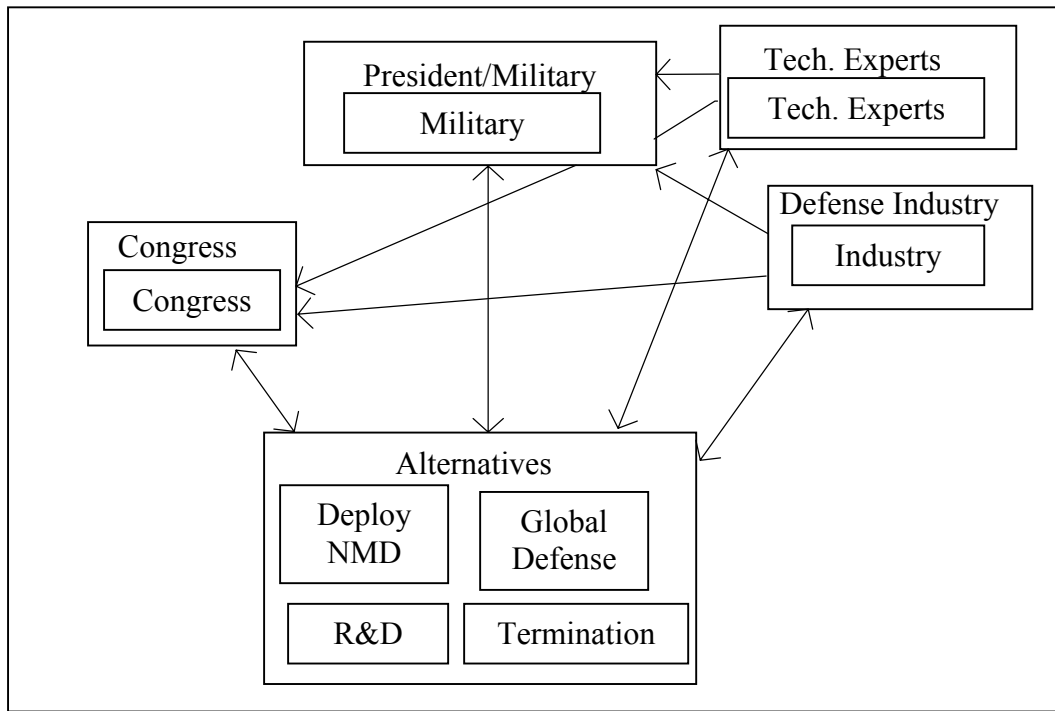 President/Military
Military
Tech. Experts
Tech. Experts
Defense Industry
Industry
Congress
Congress
Alternatives
Deploy
NMD
Global
Defense
R&D
Termination